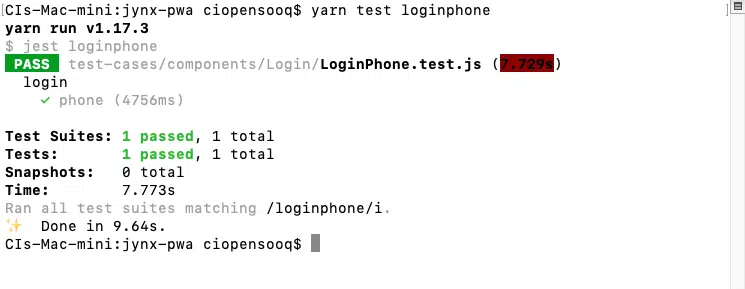 [CIs-Mac-mini:jynx-pwa ciopensooq$ yarn test loginphone ]
yarn run v1.17.3
$ jest loginphone
PASS test-cases/components/Login/LoginPhone.test.js (7.729s)
login
✓ phone (4756ms)
Test Suites: 1 passed, 1 total
Tests: 1 passed, 1 total
Snapshots: 0 total
Time: 7.773s
Ran all test suites matching /loginphone/i.
✨ Done in 9.64s.
CIs-Mac-mini:jynx-pwa ciopensooq$